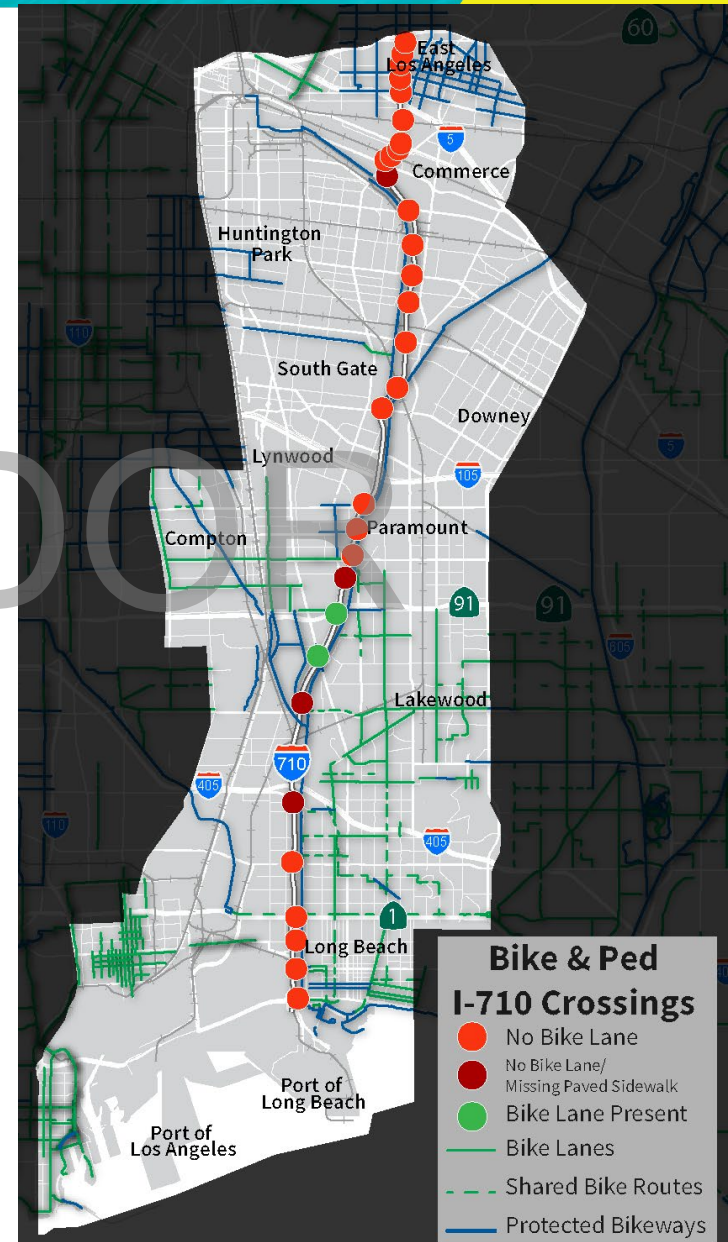 60
East
Los Angeles
5
Commerce
Huntington
Park
110
South Gate
Downey
5
Lynwood
105
DOR
Compton
Paramount
91
91
605
Lakewood
710
405
110
405
1
Long Beach
Port of
Long Beach
Port of
Los Angeles
Bike & Ped
I-710 Crossings
No Bike Lane
No Bike Lane/
Missing Paved Sidewalk
Bike Lane Present
Bike Lanes
Shared Bike Routes
Protected Bikeways